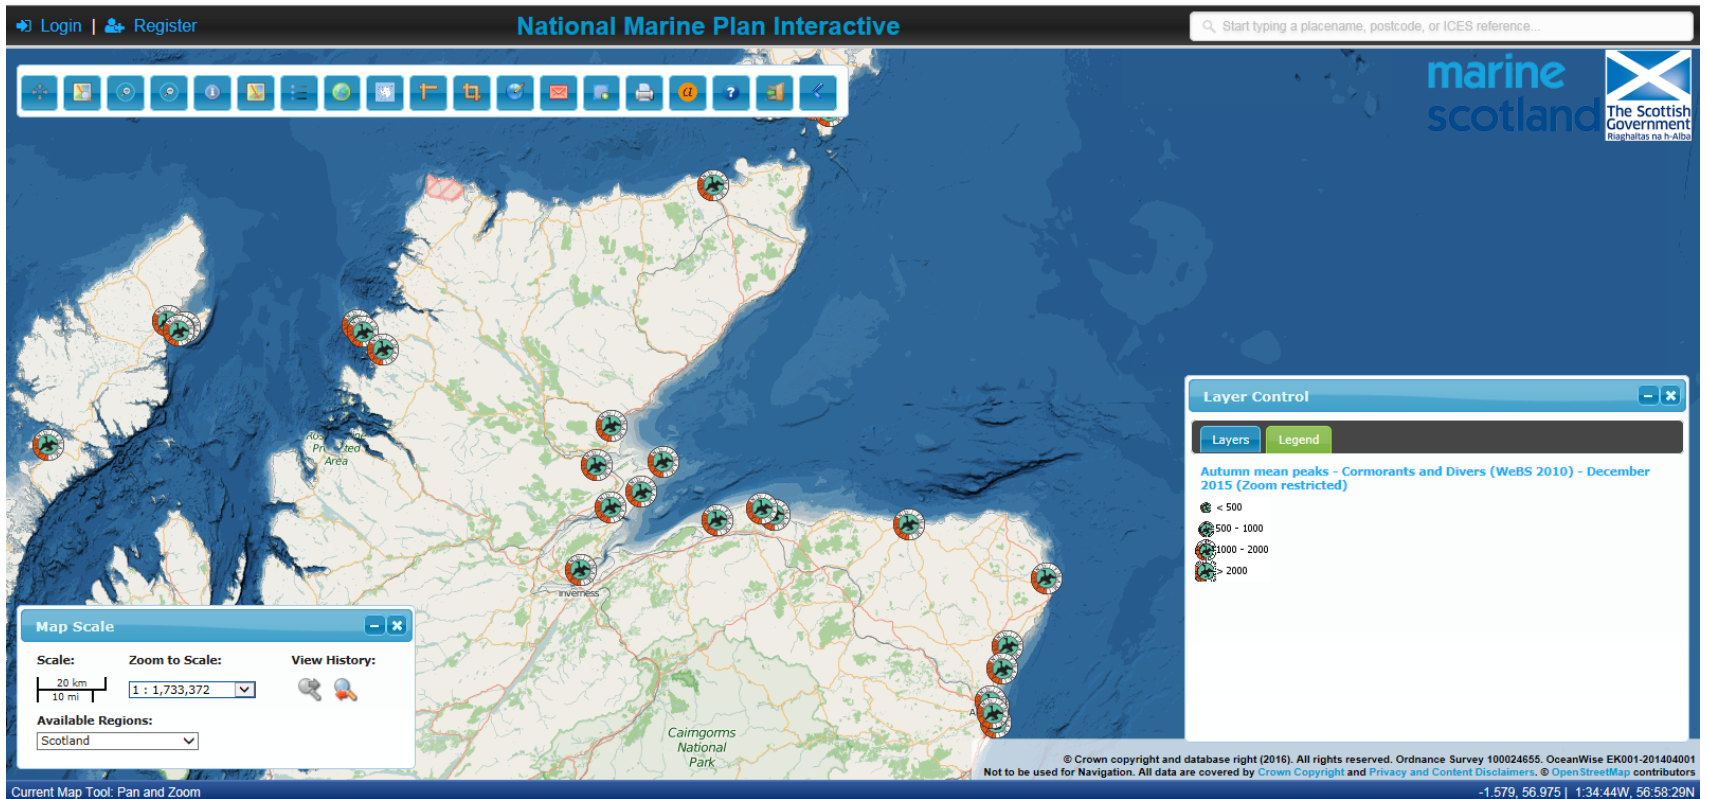 Login | Register
National Marine Plan Interactive
Start typing a placename, postcode, or ICES reference...
marine
scotland
The Scottish
Government
Riaghaltas na h-Alba
Layer Control
Layers
Legend
Autumn mean peaks - Cormorants and Divers (WeBS 2010) - December
2015 (Zoom restricted)
< 500
500 - 1000
1000 - 2000
> 2000
Area
Inverness
Map Scale
Scale:
Zoom to Scale:
View History:
20 km
10 mi
1 : 1,733,372
Available Regions:
Scotland
Cairngorms
National
Park
© Crown copyright and database right (2016). All rights reserved. Ordnance Survey 100024655. OceanWise EK001-201404001
Not to be used for Navigation. All data are covered by Crown Copyright and Privacy and Content Disclaimers. © OpenStreetMap contributors
Current Map Tool: Pan and Zoom
-1.579, 56.975 | 1:34:44W, 56:58:29N